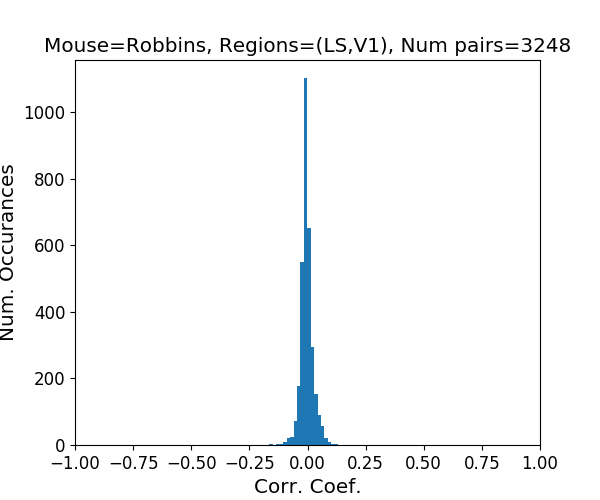 Mouse=Robbins, Regions=(LS,V1), Num pairs=3248
Num. Occurances
1000
800
600
400
200
0
−1.00 −0.75 −0.50 −0.25 0.00 0.25 0.50 0.75 1.00
Corr. Coef.